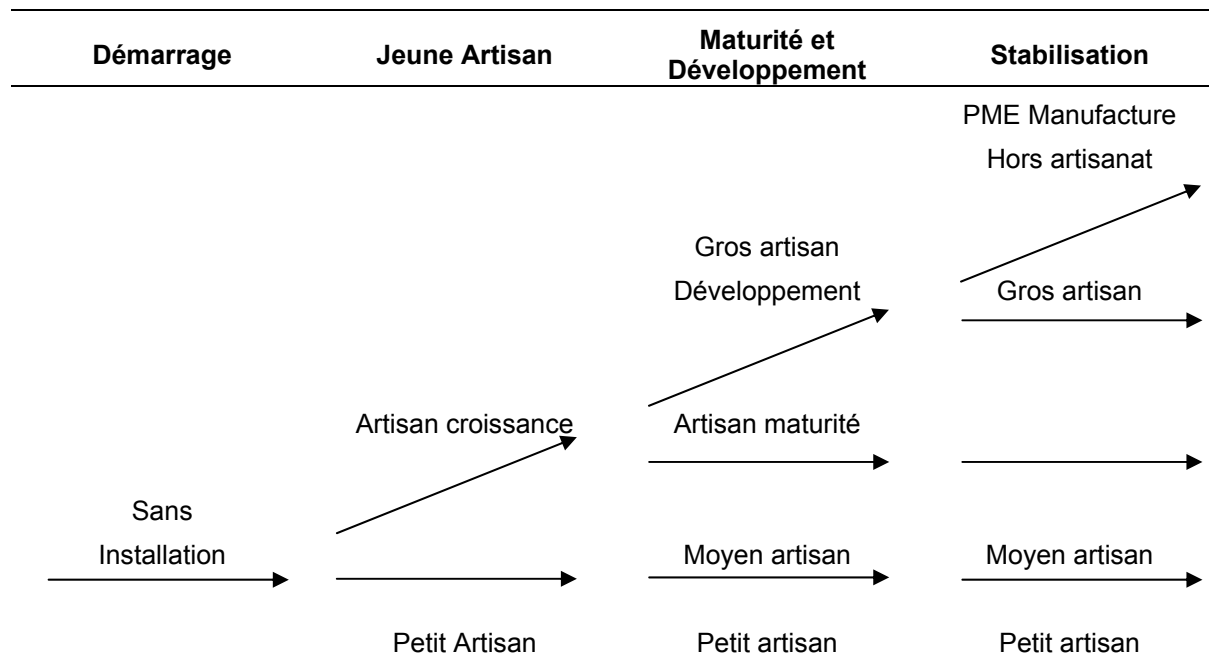 Démarrage
Jeune Artisan
Maturité et
Développement
Stabilisation
PME Manufacture
Hors artisanat
Gros artisan
Développement
Gros artisan
Artisan croissance
Artisan maturité
Sans
Installation
Moyen artisan
Moyen artisan
Petit Artisan
Petit artisan
Petit artisan